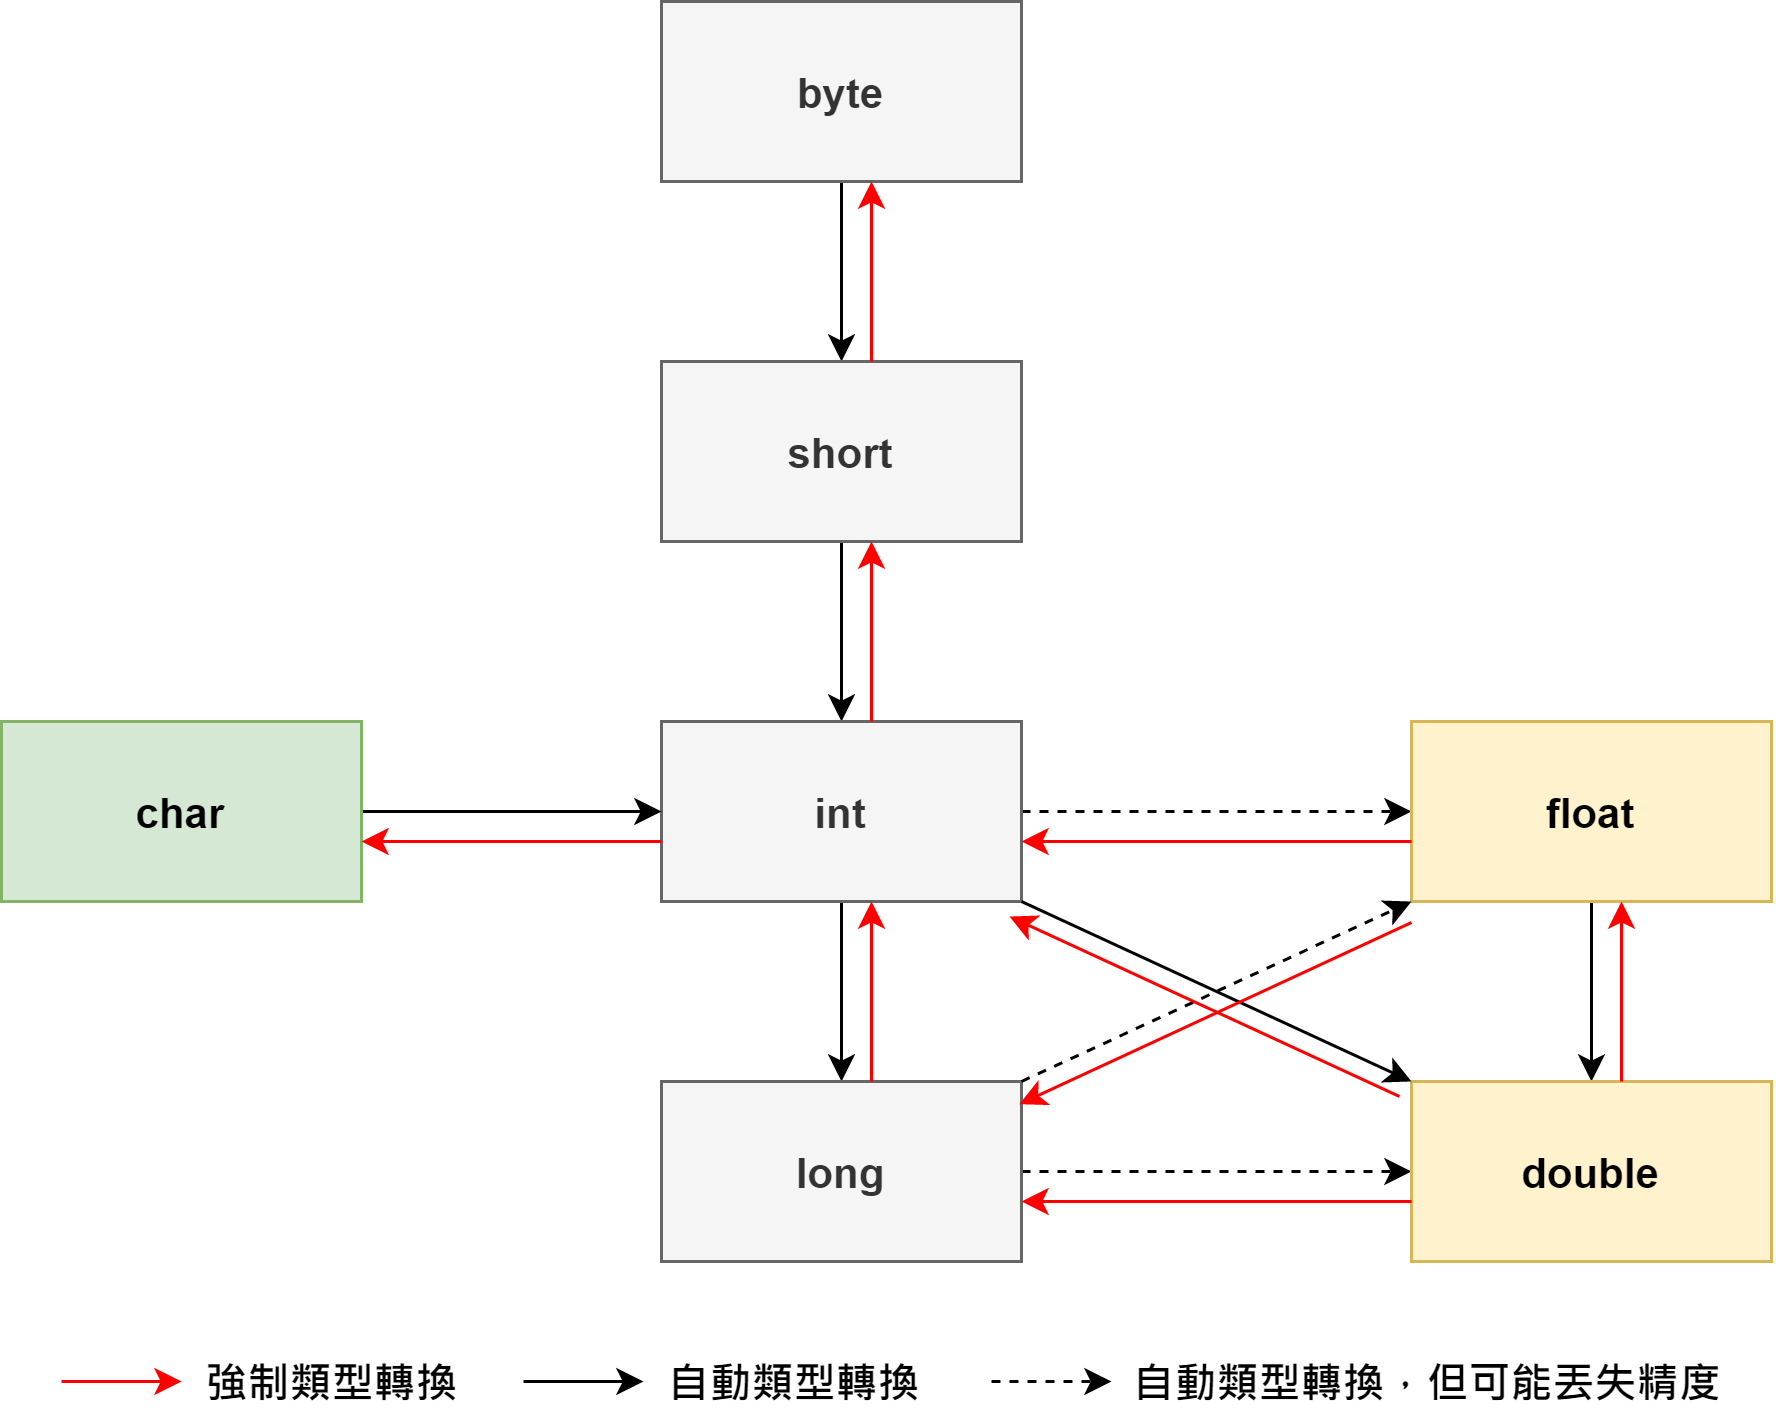 byte
short
char
int
float
long
double
強制類型轉換
自動類型轉換
自動類型轉換，但可能丟失精度